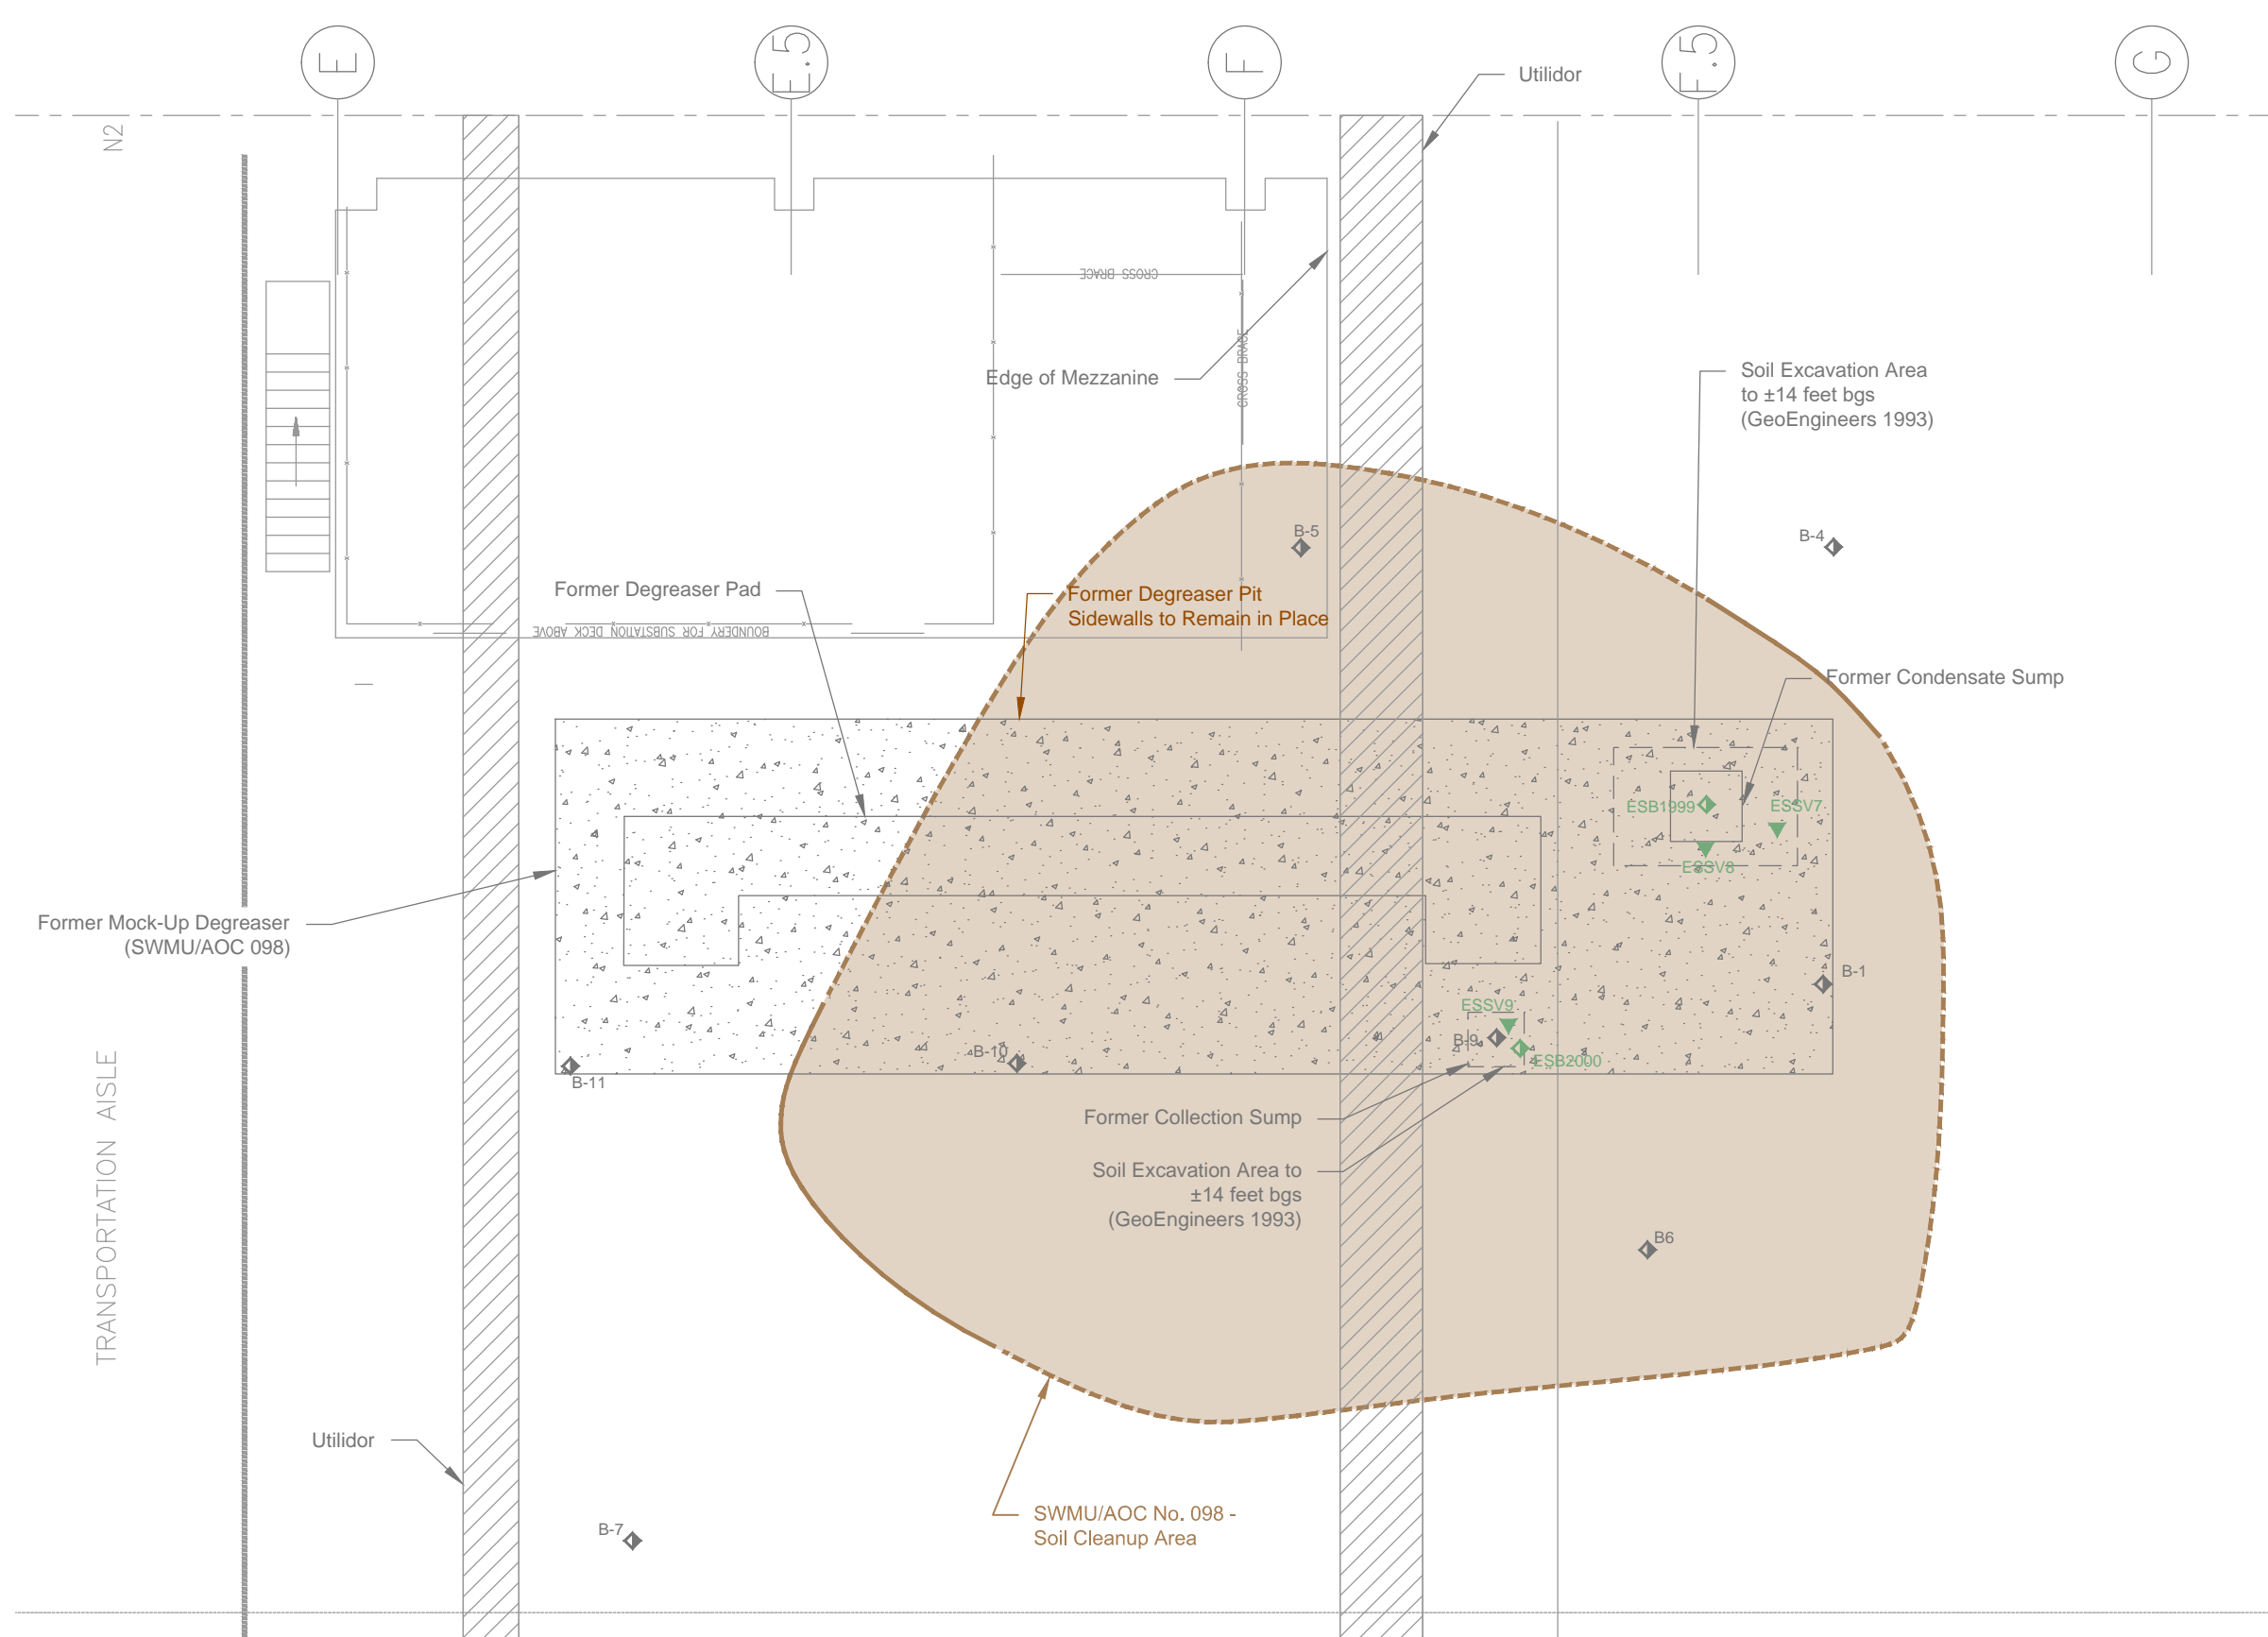 E
E.5
F
F.5
G
Utilidor
N2
CROSS BRACE
CROSS BRACE
Edge of Mezzanine
Soil Excavation Area
to ±14 feet bgs
(GeoEngineers 1993)
B-5
B-4
Former Degreaser Pad
Former Degreaser Pit
Sidewalls to Remain in Place
BOUNDERY FOR SUBSTATION DECK ABOVE
Former Condensate Sump
ESB1999
ESSV7
ESSV8
Former Mock-Up Degreaser
(SWMU/AOC 098)
B-1
ESSV9
B-9
ESB2000
B-10
B-11
TRANSPORTATION AISLE
Former Collection Sump
Soil Excavation Area to
±14 feet bgs
(GeoEngineers 1993)
B6
Utilidor
SWMU/AOC No. 098 -
Soil Cleanup Area
B-7